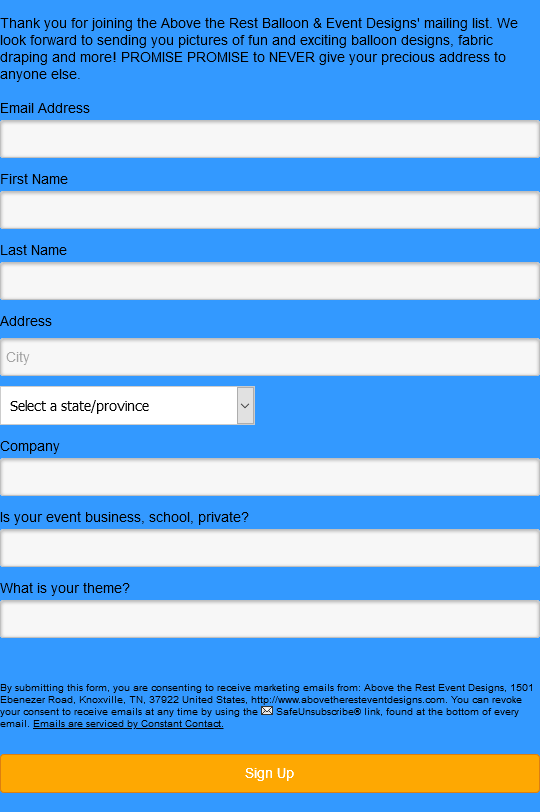 Thank you for joining the Above the Rest Balloon & Event Designs' mailing list. We
look forward to sending you pictures of fun and exciting balloon designs, fabric
draping and more! PROMISE PROMISE to NEVER give your precious address to
anyone else.
Email Address
First Name
Last Name
Address
City
Select a state/province
Company
Is your event business, school, private?
What is your theme?
By submitting this form, you are consenting to receive marketing emails from: Above the Rest Event Designs, 1501
Ebenezer Road, Knoxville, TN, 37922 United States, http://www.abovetheresteventdesigns.com. You can revoke
your consent to receive emails at any time by using the SafeUnsubscribe® link, found at the bottom of every
email. Emails are serviced by Constant Contact.
Sign Up